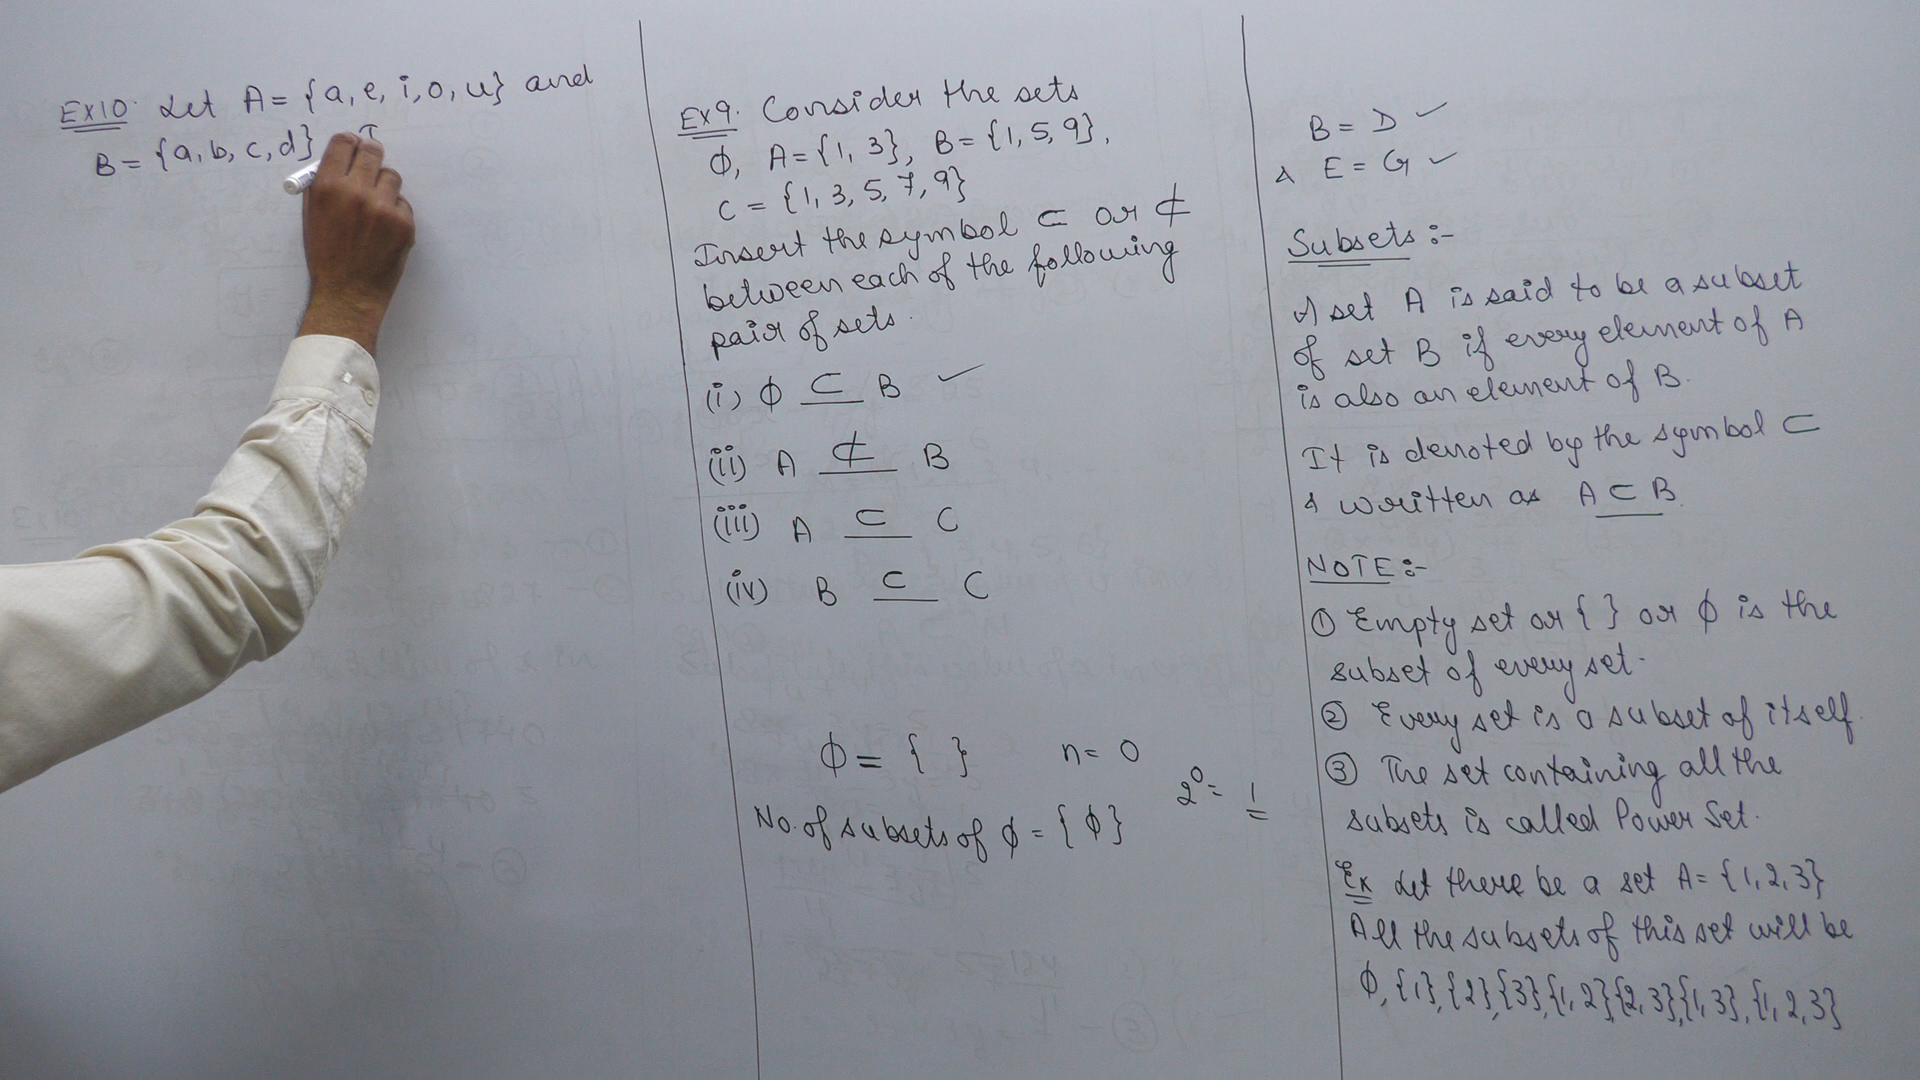 Ex10. Let A = {a, e, i, o, u} and
B = {a, b, c, d}
Ex9. Consider the sets
ϕ, A = {1, 3}, B = {1, 5, 9},
C = {1, 3, 5, 7, 9}
Insert the symbol ⊂ or ⊄
between each of the following
pair of sets.
(i) ϕ ⊂ B ✓
(ii) A ⊄ B
(iii) A ⊂ C
(iv) B ⊂ C
ϕ = { } n = 0
2⁰ = 1
No. of subsets of ϕ = {ϕ}
B = D ✓
& E = G ✓
Subsets :-
A set A is said to be a subset
of set B if every element of A
is also an element of B.
It is denoted by the symbol ⊂
& written as A ⊂ B.
NOTE :-
① Empty set or { } or ϕ is the
subset of every set.
② Every set is a subset of itself.
③ The set containing all the
subsets is called Power Set.
Ex Let there be a set A = {1, 2, 3}
All the subsets of this set will be
ϕ, {1}, {2}, {3}, {1, 2}, {2, 3}, {1, 3}, {1, 2, 3}